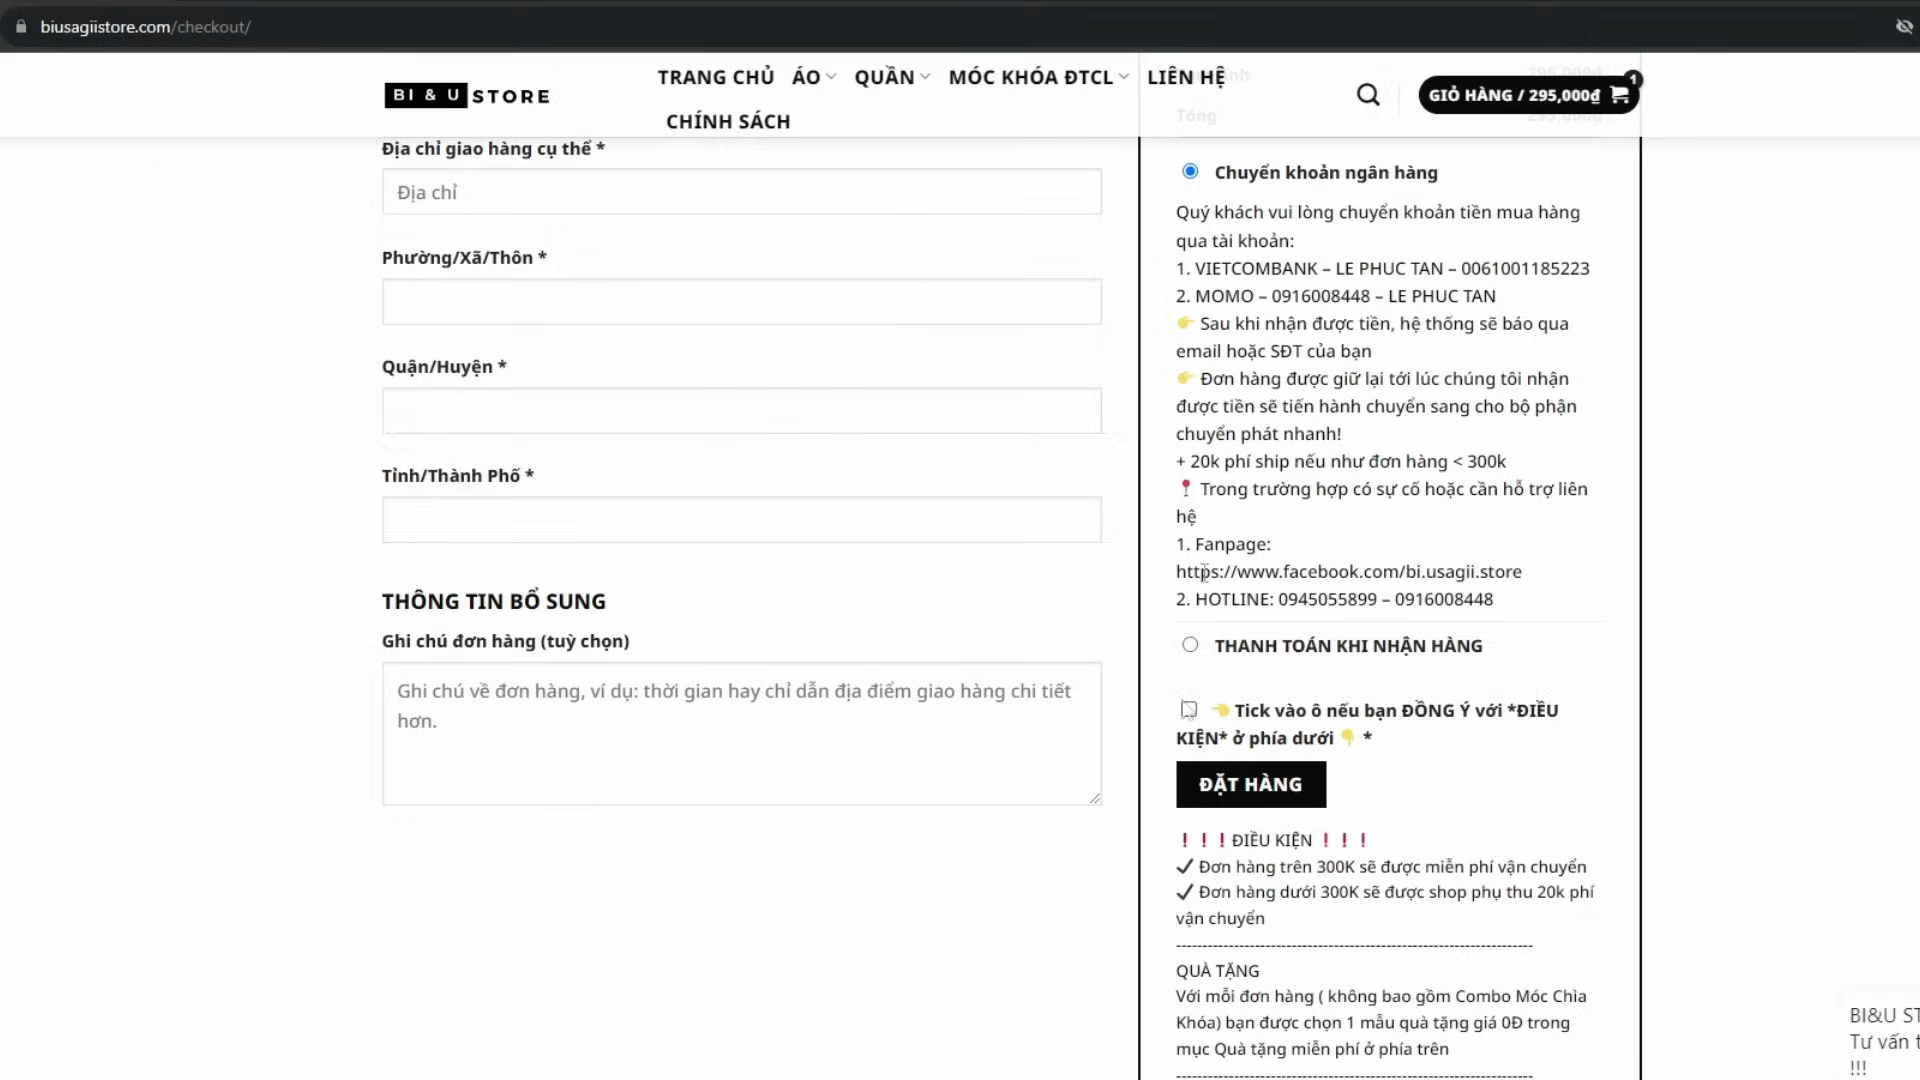 biusagiistore.com/checkout/
BI & U STORE
TRANG CHỦ ÁO QUẦN MÓC KHÓA ĐTCL LIÊN HỆ
CHÍNH SÁCH
GIỎ HÀNG / 295,000₫ 1
Tổng 295,000₫
Địa chỉ giao hàng cụ thể *
Địa chỉ
Phường/Xã/Thôn *
Quận/Huyện *
Tỉnh/Thành Phố *
THÔNG TIN BỔ SUNG
Ghi chú đơn hàng (tuỳ chọn)
Ghi chú về đơn hàng, ví dụ: thời gian hay chỉ dẫn địa điểm giao hàng chi tiết
hơn.
Chuyển khoản ngân hàng
Quý khách vui lòng chuyển khoản tiền mua hàng
qua tài khoản:
1. VIETCOMBANK – LE PHUC TAN – 0061001185223
2. MOMO – 0916008448 – LE PHUC TAN
👉 Sau khi nhận được tiền, hệ thống sẽ báo qua
email hoặc SĐT của bạn
👉 Đơn hàng được giữ lại tới lúc chúng tôi nhận
được tiền sẽ tiến hành chuyển sang cho bộ phận
chuyển phát nhanh!
+ 20k phí ship nếu như đơn hàng < 300k
📍 Trong trường hợp có sự cố hoặc cần hỗ trợ liên
hệ
1. Fanpage:
https://www.facebook.com/bi.usagii.store
2. HOTLINE: 0945055899 – 0916008448
THANH TOÁN KHI NHẬN HÀNG
👈 Tick vào ô nếu bạn ĐỒNG Ý với *ĐIỀU
KIỆN* ở phía dưới 👇 *
ĐẶT HÀNG
❗❗❗ĐIỀU KIỆN❗❗❗
✔ Đơn hàng trên 300K sẽ được miễn phí vận chuyển
✔ Đơn hàng dưới 300K sẽ được shop phụ thu 20k phí
vận chuyển
--------------------------------------------------------------------
QUÀ TẶNG
Với mỗi đơn hàng ( không bao gồm Combo Móc Chìa
Khóa) bạn được chọn 1 mẫu quà tặng giá 0Đ trong
mục Quà tặng miễn phí ở phía trên
--------------------------------------------------------------------
BI&U ST
Tư vấn t
!!!